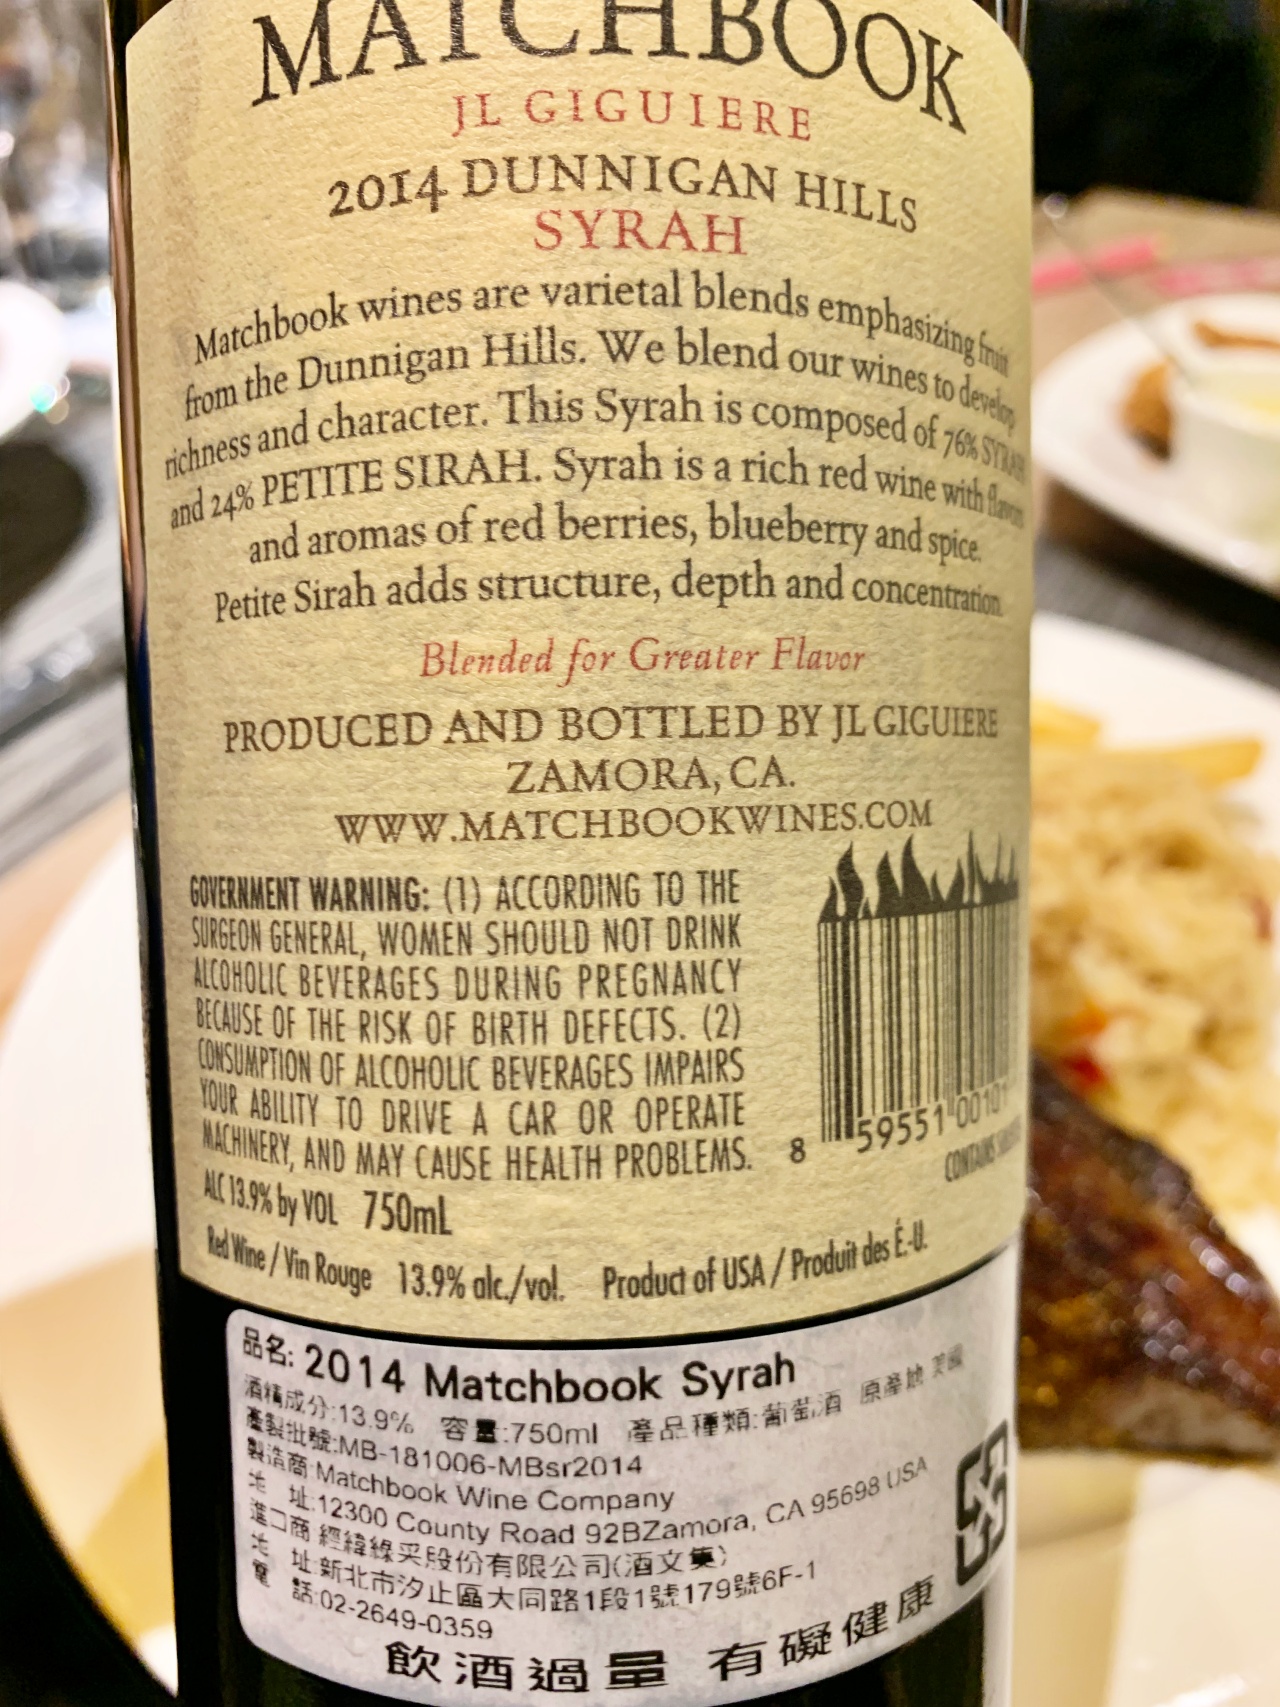 MATCHBOOK
JL GIGUIERE
2014 DUNNIGAN HILLS
SYRAH
Matchbook wines are varietal blends emphasizing fruit
from the Dunnigan Hills. We blend our wines to develop
richness and character. This Syrah is composed of 76% SYRAH
and 24% PETITE SIRAH. Syrah is a rich red wine with flavors
and aromas of red berries, blueberry and spice.
Petite Sirah adds structure, depth and concentration.
Blended for Greater Flavor
PRODUCED AND BOTTLED BY JL GIGUIERE
ZAMORA, CA.
WWW.MATCHBOOKWINES.COM
GOVERNMENT WARNING: (1) ACCORDING TO THE
SURGEON GENERAL, WOMEN SHOULD NOT DRINK
ALCOHOLIC BEVERAGES DURING PREGNANCY
BECAUSE OF THE RISK OF BIRTH DEFECTS. (2)
CONSUMPTION OF ALCOHOLIC BEVERAGES IMPAIRS
YOUR ABILITY TO DRIVE A CAR OR OPERATE
MACHINERY, AND MAY CAUSE HEALTH PROBLEMS.
8 59551 00101
CONTAINS
ALC 13.9% by VOL 750mL
Red Wine / Vin Rouge 13.9% alc./vol. Product of USA / Produit des É.-U.
品名: 2014 Matchbook Syrah
酒精成分:13.9% 容量:750ml 產品種類:葡萄酒 原產地 美國
產製批號:MB-181006-MBsr2014
製造商:Matchbook Wine Company
地 址:12300 County Road 92BZamora, CA 95698 USA
進口商:經緯綠采股份有限公司(酒文集)
地 址:新北市汐止區大同路1段1號179號6F-1
電 話:02-2649-0359
飲酒過量 有礙健康